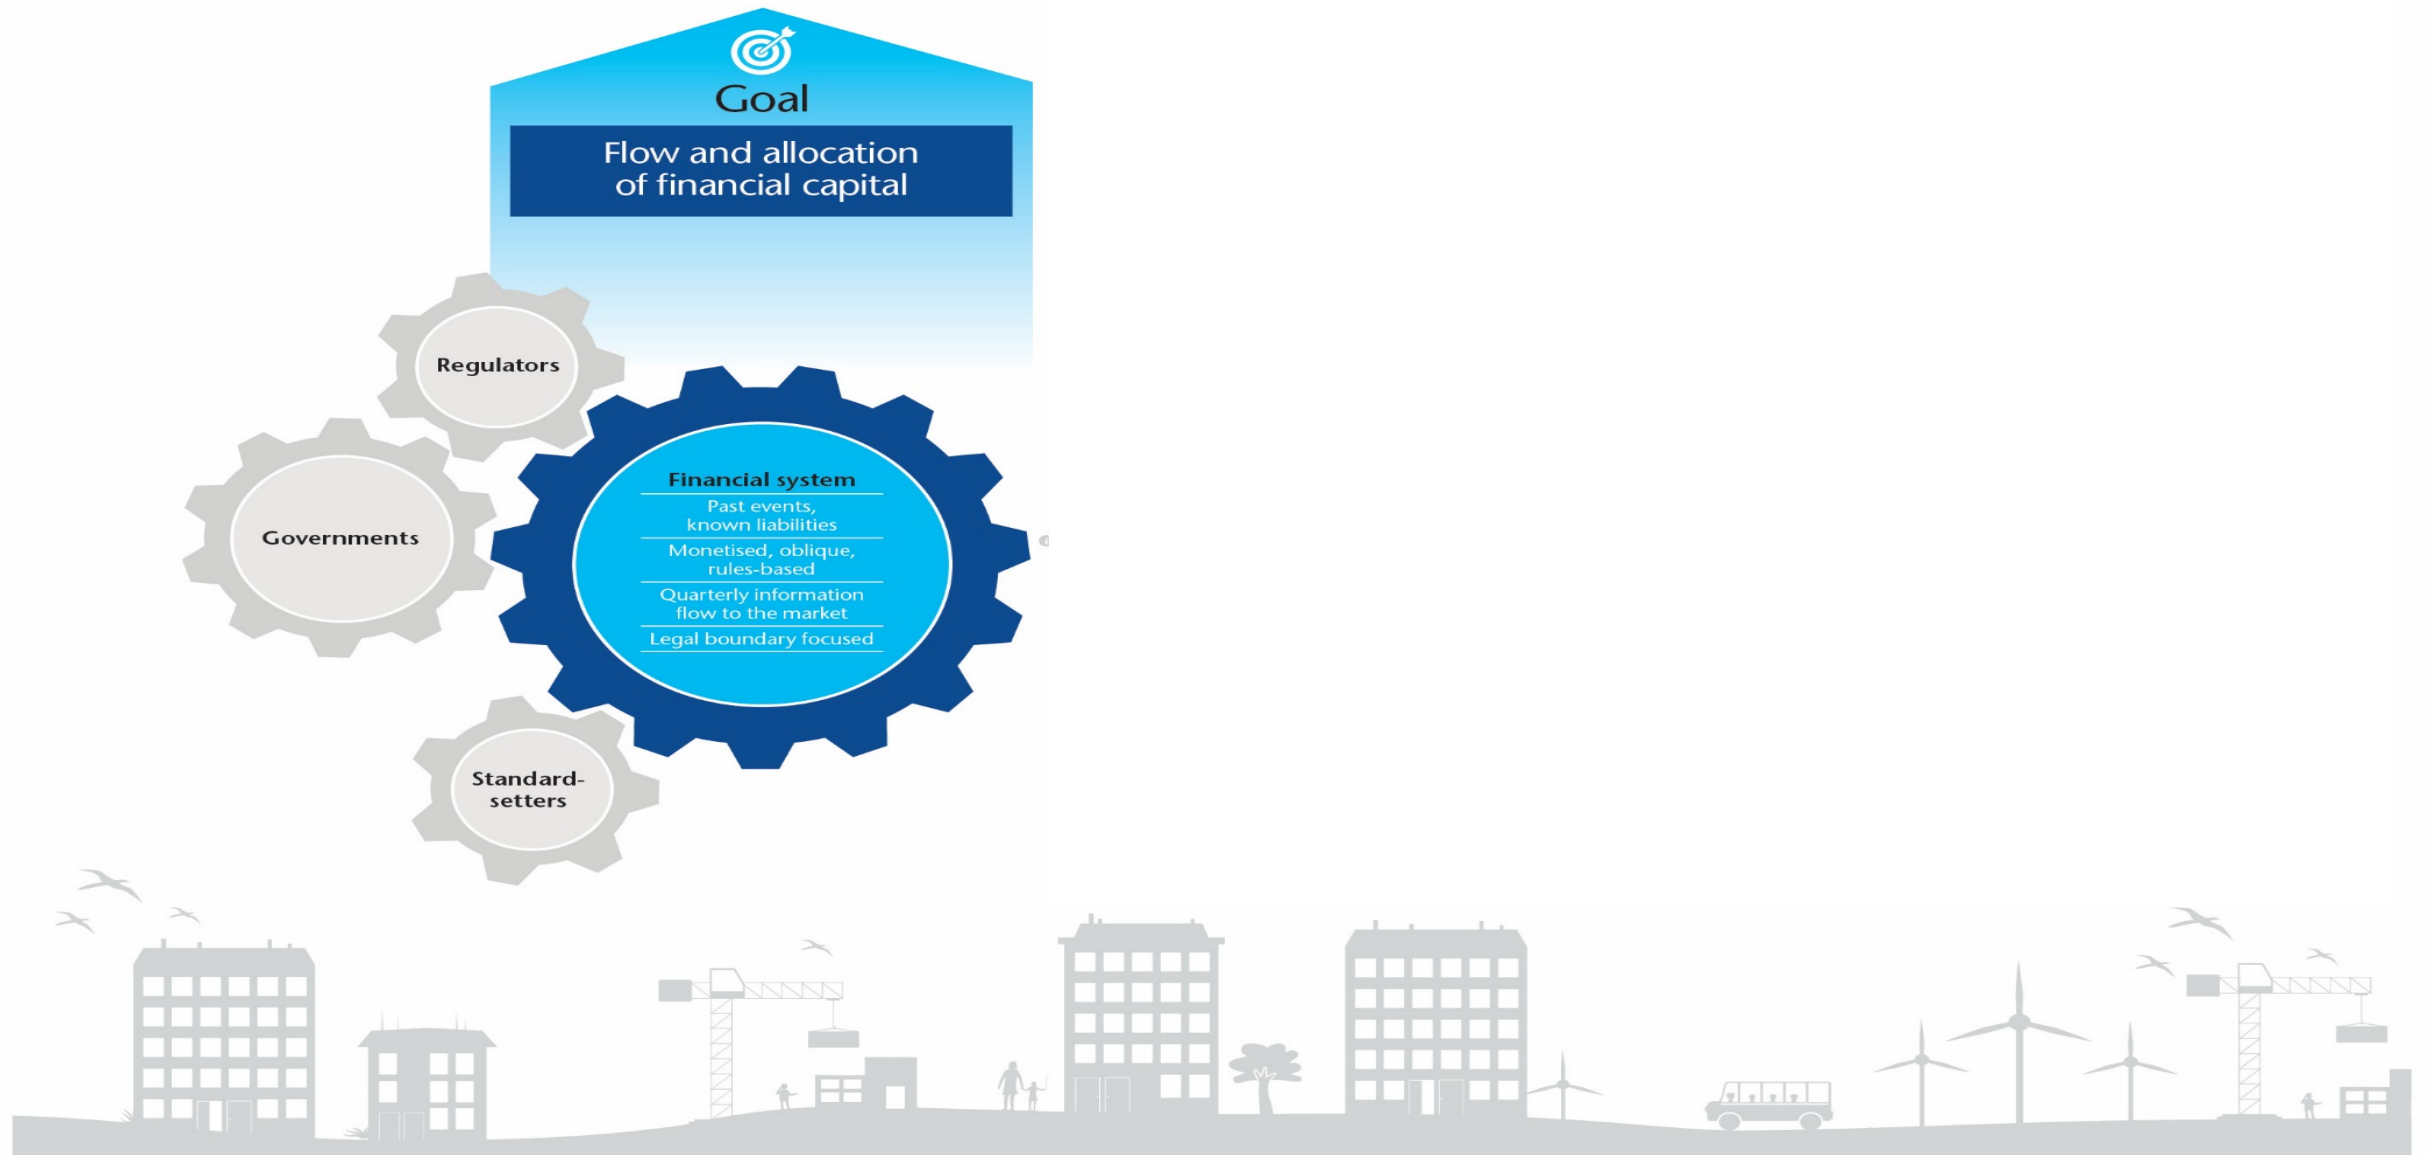 Goal
Flow and allocation
of financial capital
Regulators
Governments
Financial system
Past events,
known liabilities
Monetised, oblique,
rules-based
Quarterly information
flow to the market
Legal boundary focused
Standard-
setters